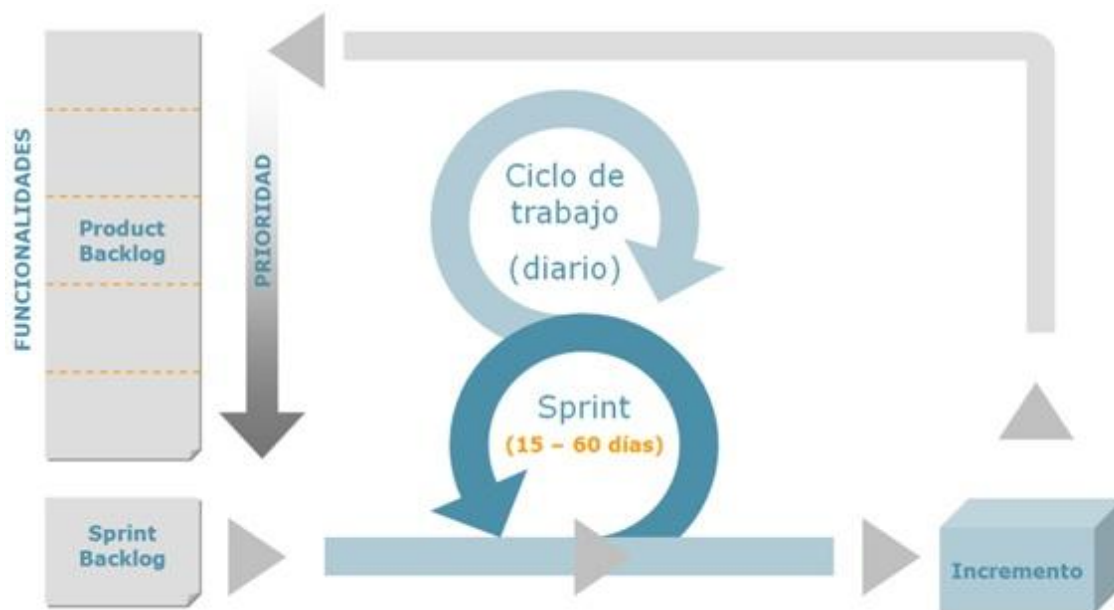 FUNCIONALIDADES
Product
Backlog
PRIORIDAD
Ciclo de
trabajo
(diario)
Sprint
(15 – 60 días)
Sprint
Backlog
Incremento